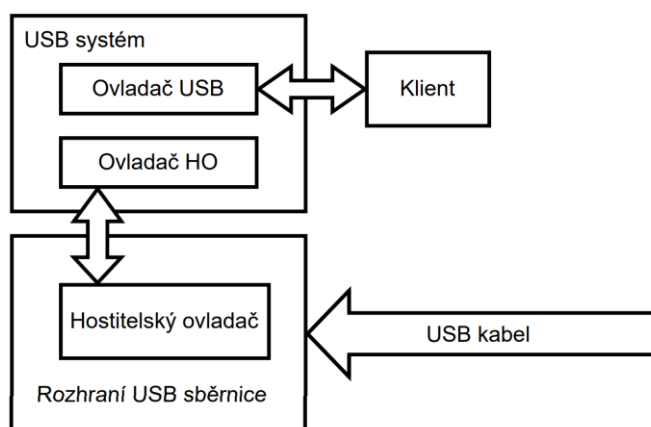 USB systém
Ovladač USB
Klient
Ovladač HO
Hostitelský ovladač
USB kabel
Rozhraní USB sběrnice